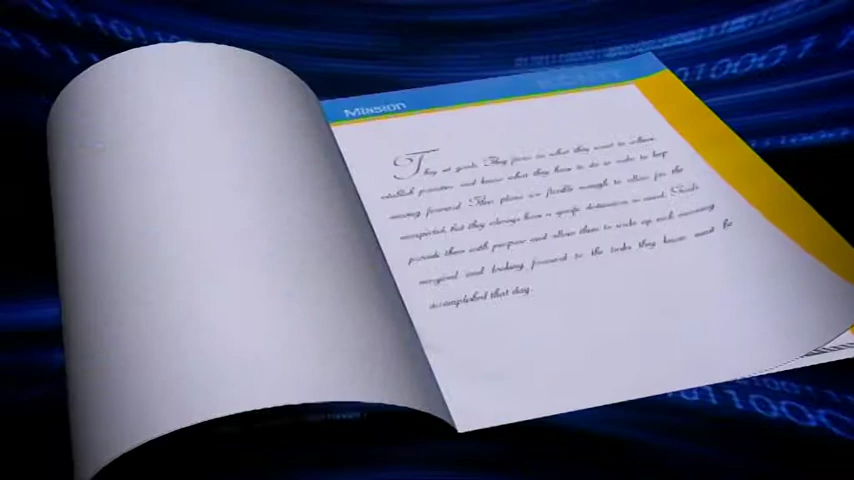 Mission
They set goals. They focus on what they want to achieve,
establish priorities and know what they have to do in order to keep
moving forward. Their plans are flexible enough to allow for the
unexpected, but they always have a specific destination in mind. Goals
provide them with purpose and allow them to wake up each morning
energized and looking forward to the tasks they know must be
accomplished that day.